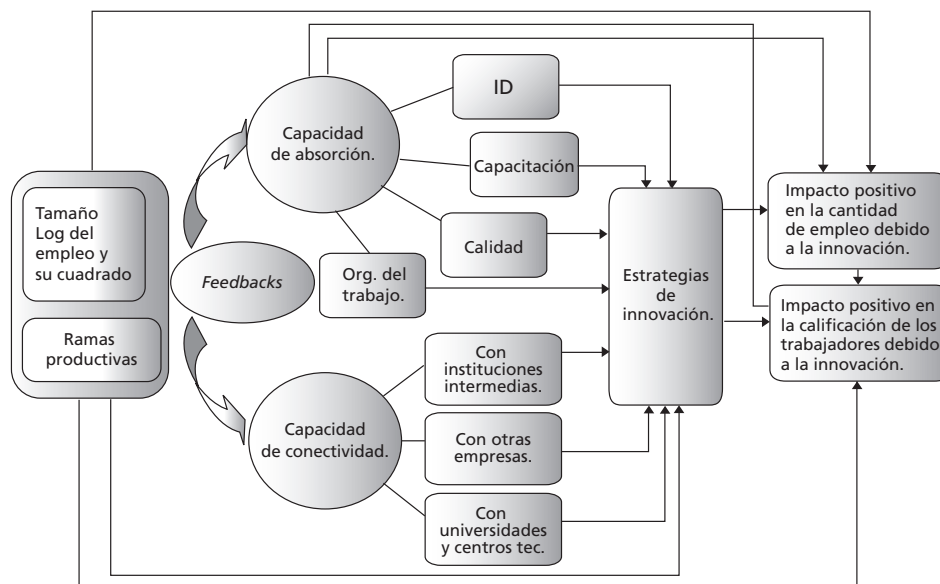 Tamaño
Log del
empleo y
su cuadrado
Ramas
productivas
Feedbacks
Capacidad
de absorción.
ID
Capacitación
Calidad
Org. del
trabajo.
Capacidad
de conectividad.
Con
instituciones
intermedias.
Con otras
empresas.
Con
universidades
y centros tec.
Estrategias
de
innovación.
Impacto positivo
en la cantidad
de empleo debido
a la innovación.
Impacto positivo en
la calificación de los
trabajadores debido
a la innovación.